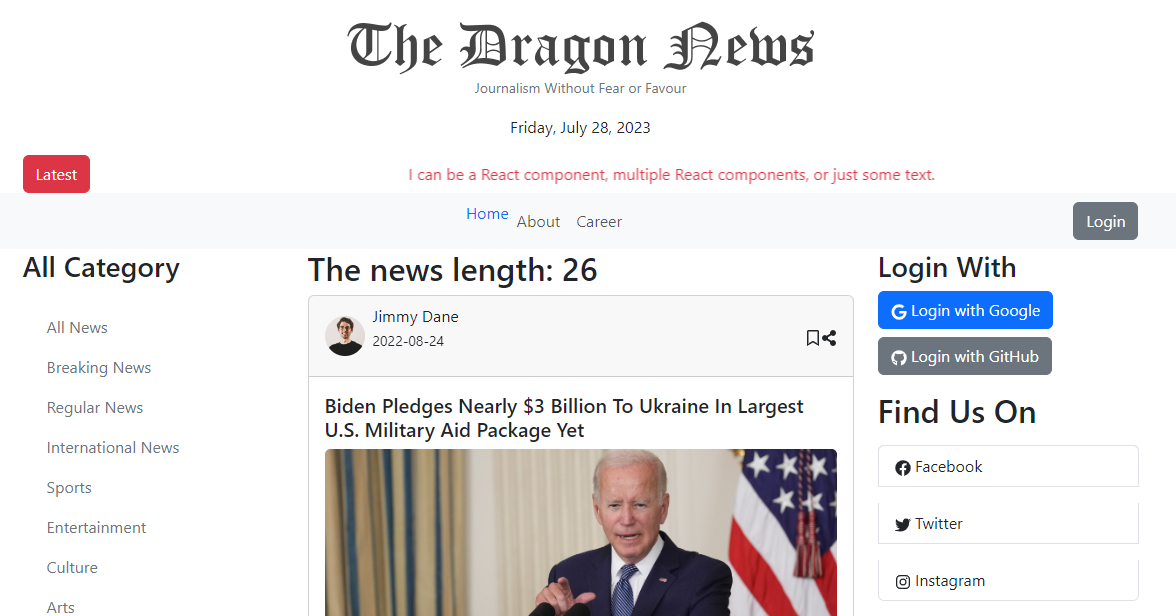 The Dragon News
Journalism Without Fear or Favour
Friday, July 28, 2023
Latest
I can be a React component, multiple React components, or just some text.
Home
About
Career
Login
All Category
All News
Breaking News
Regular News
International News
Sports
Entertainment
Culture
Arts
The news length: 26
Jimmy Dane
2022-08-24
Biden Pledges Nearly $3 Billion To Ukraine In Largest
U.S. Military Aid Package Yet
Login With
Login with Google
Login with GitHub
Find Us On
Facebook
Twitter
Instagram